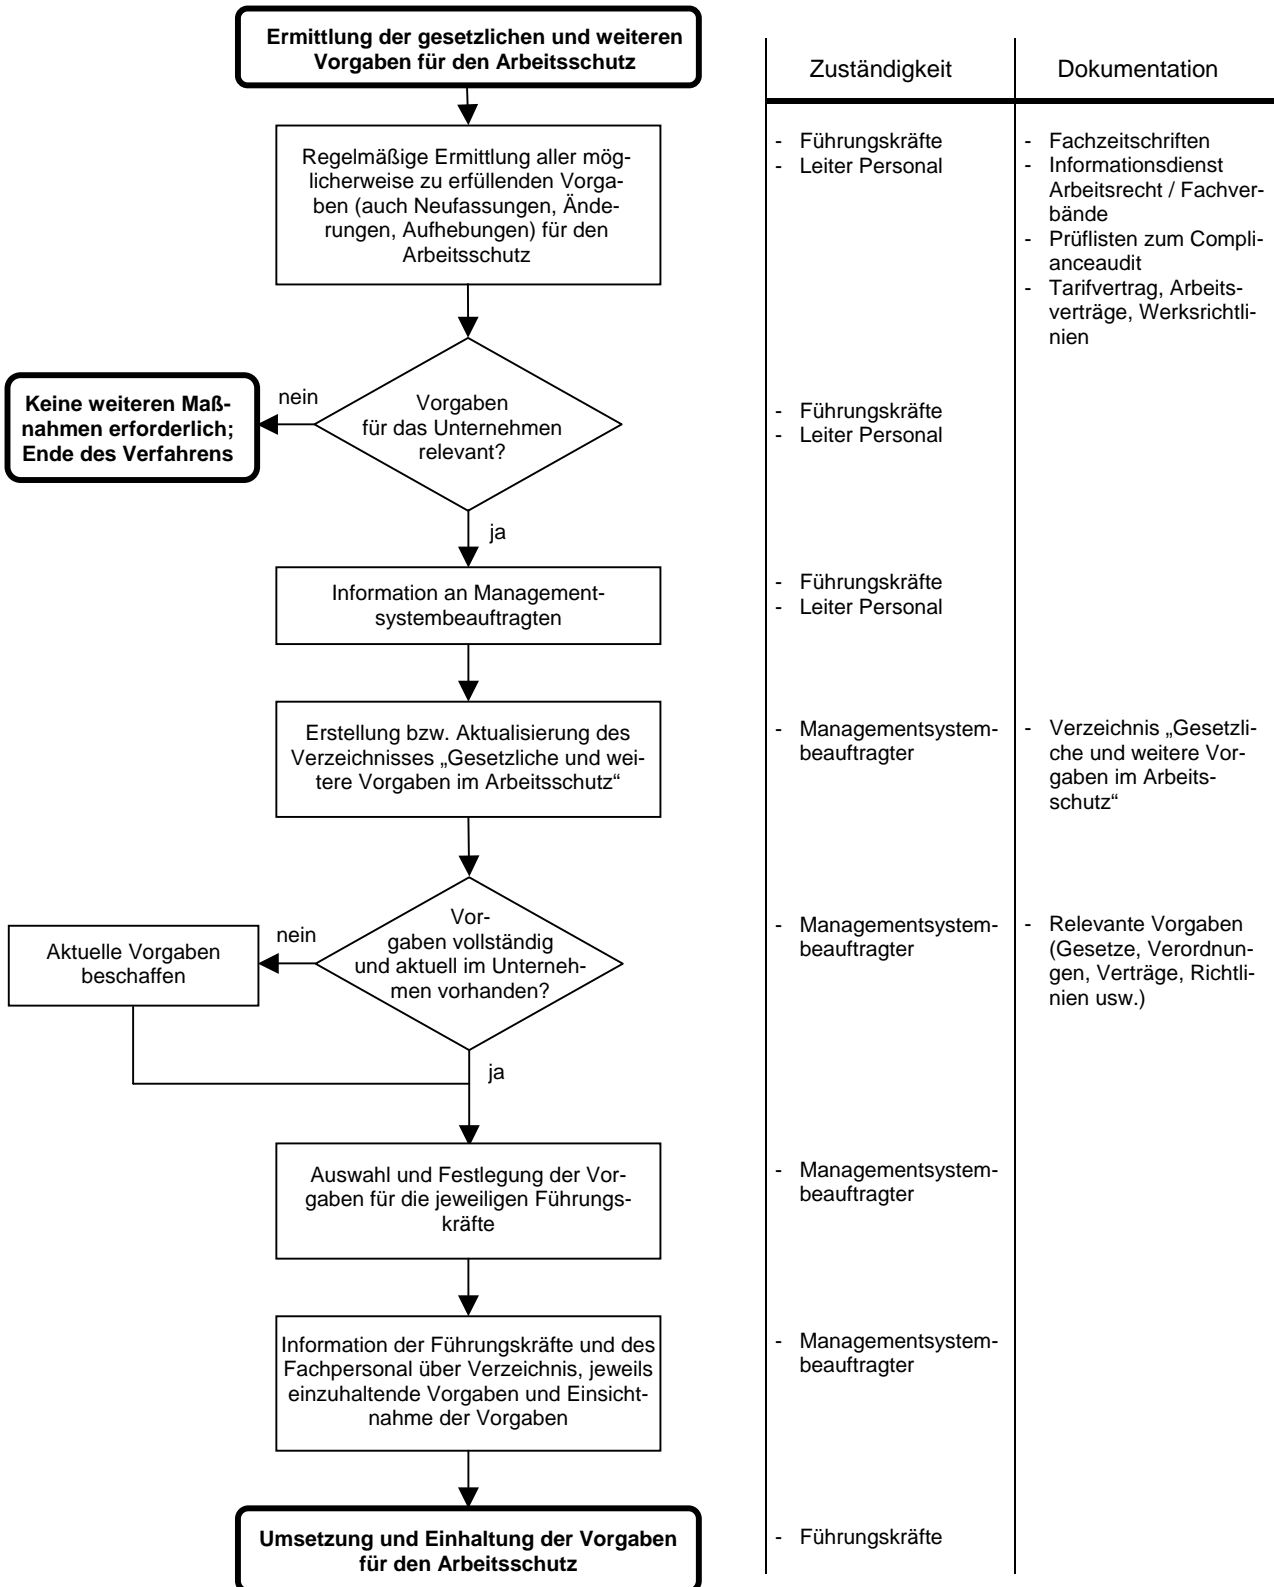 Ermittlung der gesetzlichen und weiteren
Vorgaben für den Arbeitsschutz
Zuständigkeit
Dokumentation
Regelmäßige Ermittlung aller mög-
licherweise zu erfüllenden Vorga-
ben (auch Neufassungen, Ände-
rungen, Aufhebungen) für den
Arbeitsschutz
- Führungskräfte
- Leiter Personal
- Fachzeitschriften
- Informationsdienst
Arbeitsrecht / Fachver-
bände
- Prüflisten zum Compli-
anceaudit
- Tarifvertrag, Arbeits-
verträge, Werksrichtli-
nien
Keine weiteren Maß-
nahmen erforderlich;
Ende des Verfahrens
nein
Vorgaben
für das Unternehmen
relevant?
- Führungskräfte
- Leiter Personal
ja
Information an Management-
systembeauftragten
- Führungskräfte
- Leiter Personal
Erstellung bzw. Aktualisierung des
Verzeichnisses „Gesetzliche und wei-
tere Vorgaben im Arbeitsschutz“
- Managementsystem-
beauftragter
- Verzeichnis „Gesetzli-
che und weitere Vor-
gaben im Arbeits-
schutz“
Aktuelle Vorgaben
beschaffen
nein
Vor-
gaben vollständig
und aktuell im Unterneh-
men vorhanden?
- Managementsystem-
beauftragter
- Relevante Vorgaben
(Gesetze, Verordnun-
gen, Verträge, Richtli-
nien usw.)
ja
Auswahl und Festlegung der Vor-
gaben für die jeweiligen Führungs-
kräfte
- Managementsystem-
beauftragter
Information der Führungskräfte und des
Fachpersonal über Verzeichnis, jeweils
einzuhaltende Vorgaben und Einsicht-
nahme der Vorgaben
- Managementsystem-
beauftragter
Umsetzung und Einhaltung der Vorgaben
für den Arbeitsschutz
- Führungskräfte